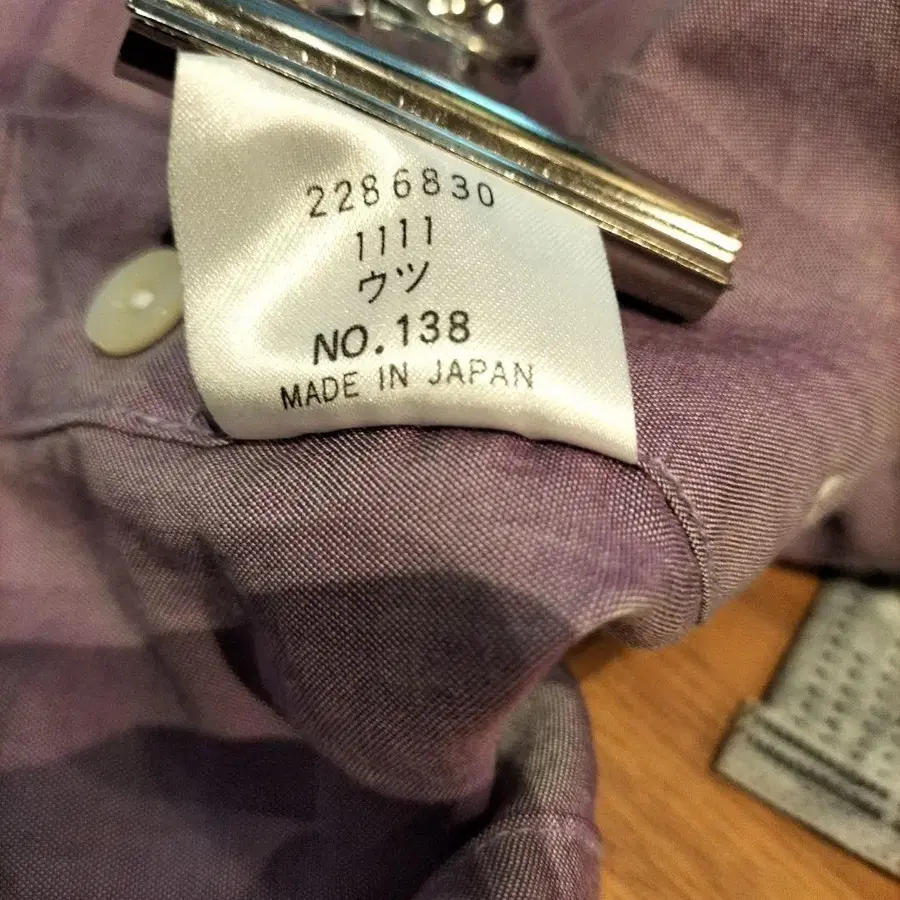 2286830
1111
ウツ
NO.138
MADE IN JAPAN